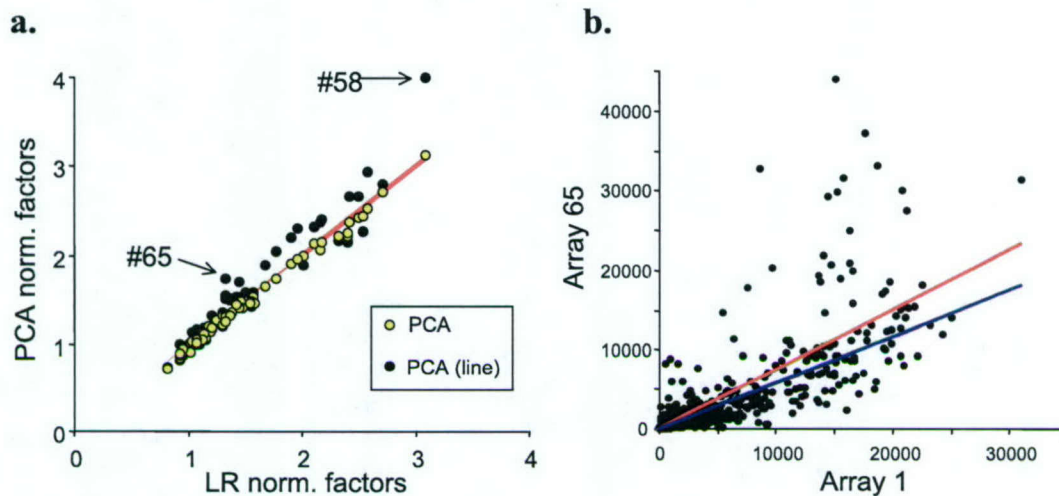 a.
#58
#65
PCA norm. factors
4
3
2
1
0
0
1
2
3
4
LR norm. factors
PCA
PCA (line)
b.
Array 65
40000
30000
20000
10000
0
0
10000
20000
30000
Array 1